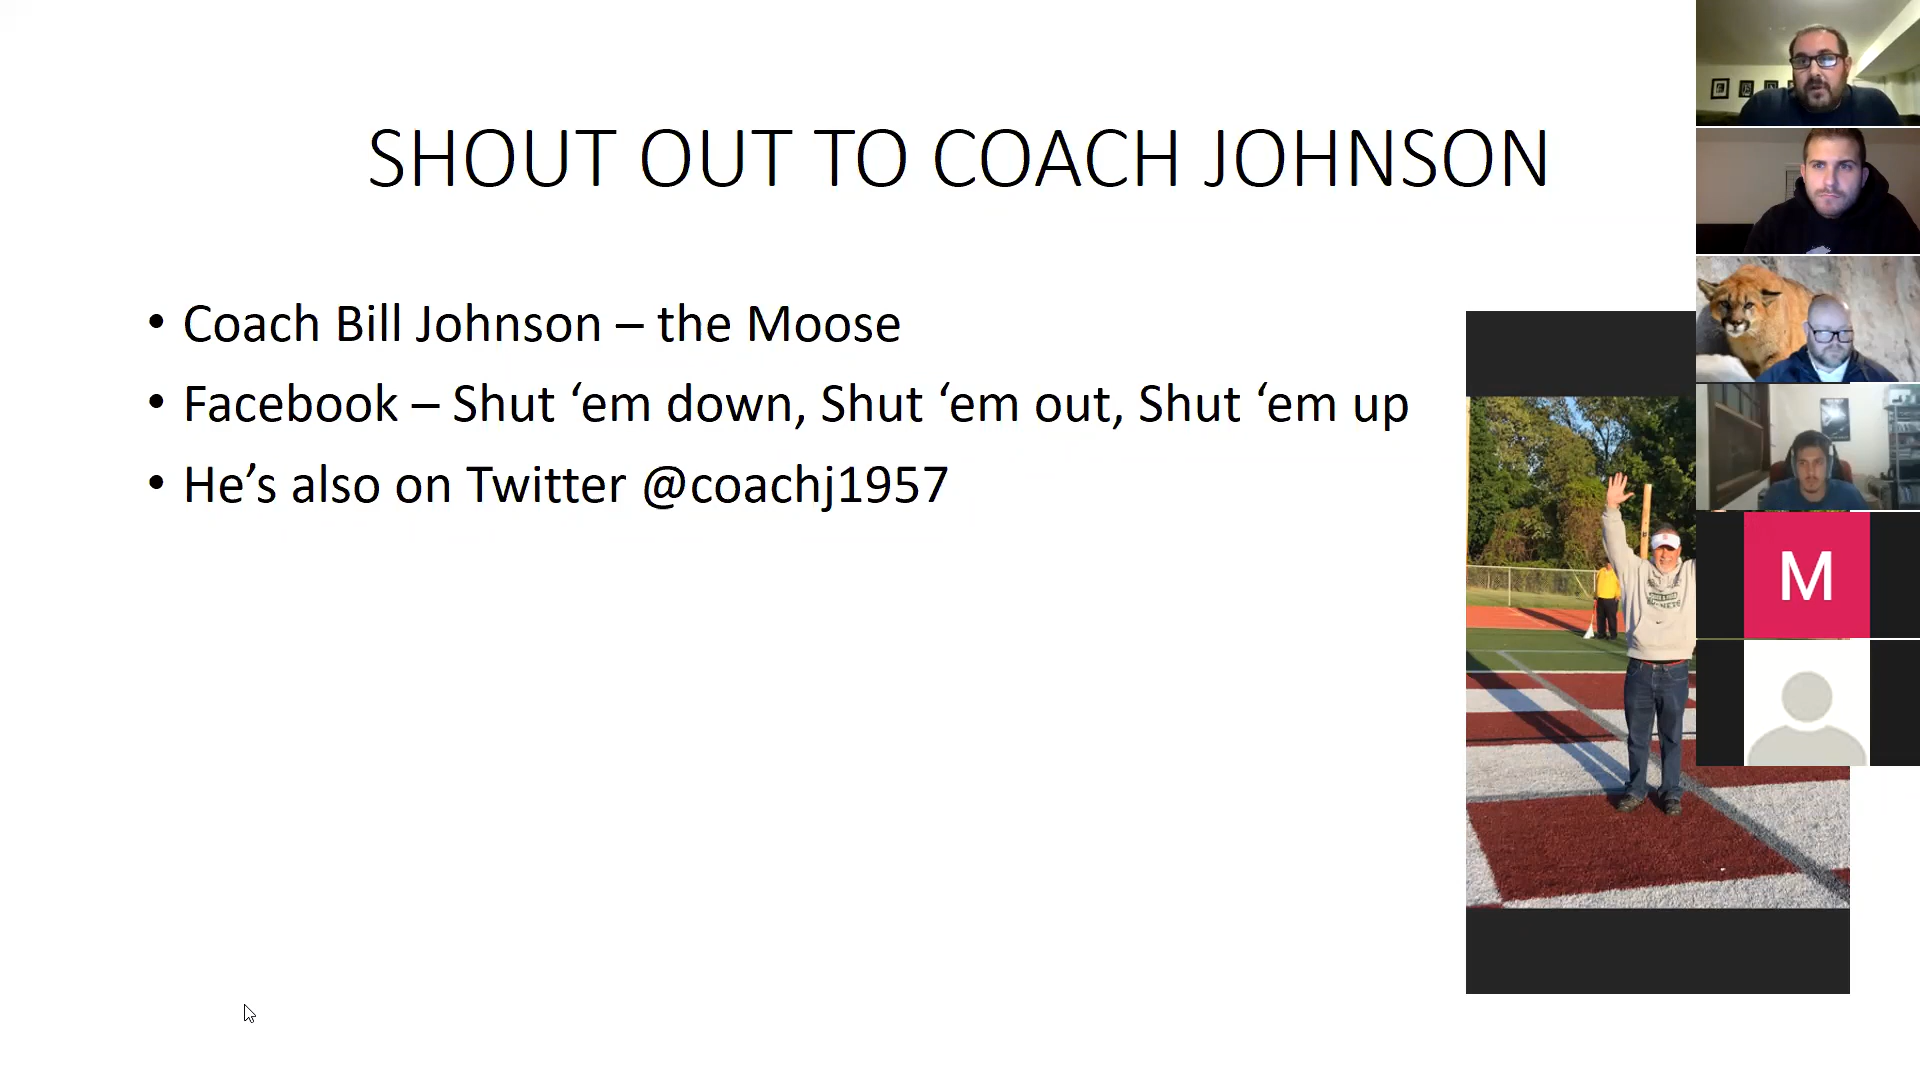 SHOUT OUT TO COACH JOHNSON
• Coach Bill Johnson – the Moose
• Facebook – Shut ‘em down, Shut ‘em out, Shut ‘em up
• He’s also on Twitter @coachj1957
M